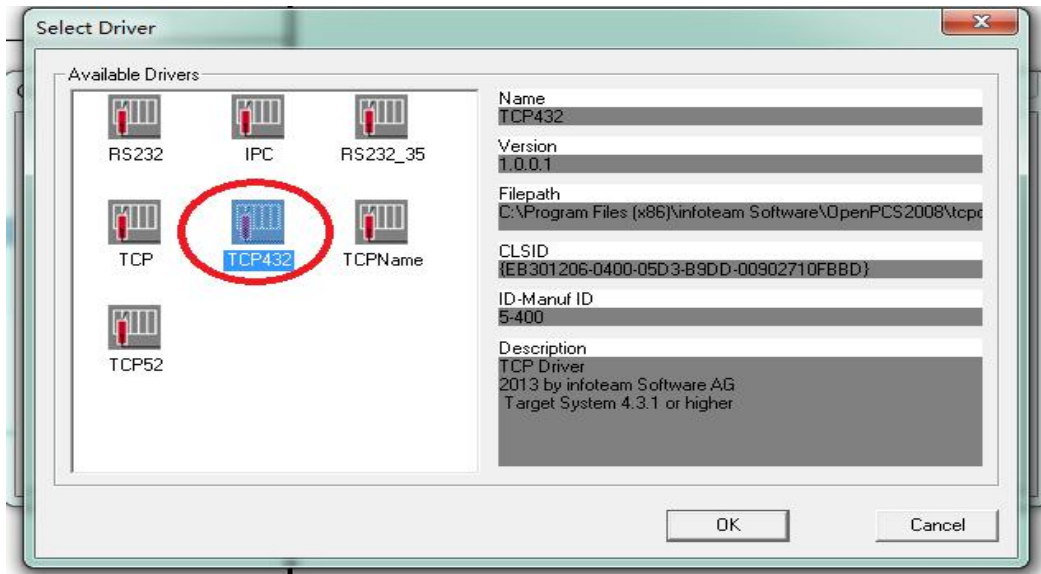 Select Driver
Available Drivers
RS232
IPC
RS232_35
TCP
TCP432
TCPName
TCP52
Name
TCP432
Version
1.0.0.1
Filepath
C:\Program Files (x86)\infoteam Software\OpenPCS2008\tcpc
CLSID
{EB301206-0400-05D3-B9DD-00902710FBBD}
ID-Manuf ID
5-400
Description
TCP Driver
2013 by infoteam Software AG
Target System 4.3.1 or higher
OK
Cancel